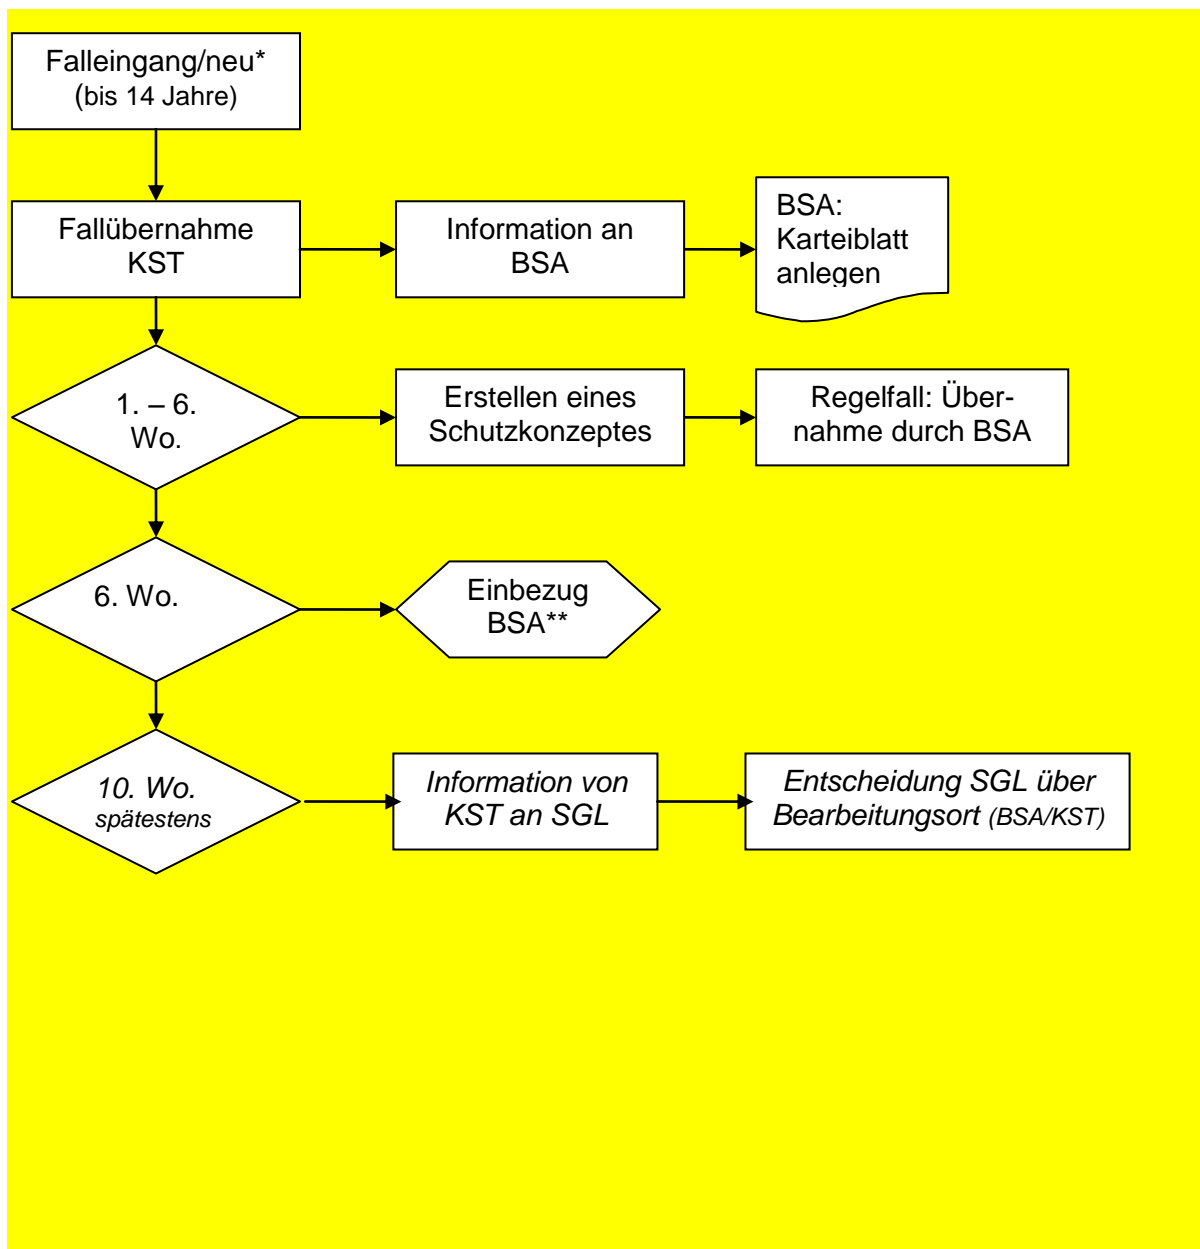 Falleingang/neu*
(bis 14 Jahre)
Fallübernahme
KST
Information an
BSA
BSA:
Karteiblatt
anlegen
1. – 6.
Wo.
Erstellen eines
Schutzkonzeptes
Regelfall: Über-
nahme durch BSA
6. Wo.
Einbezug
BSA**
10. Wo.
spätestens
Information von
KST an SGL
Entscheidung SGL über
Bearbeitungsort (BSA/KST)